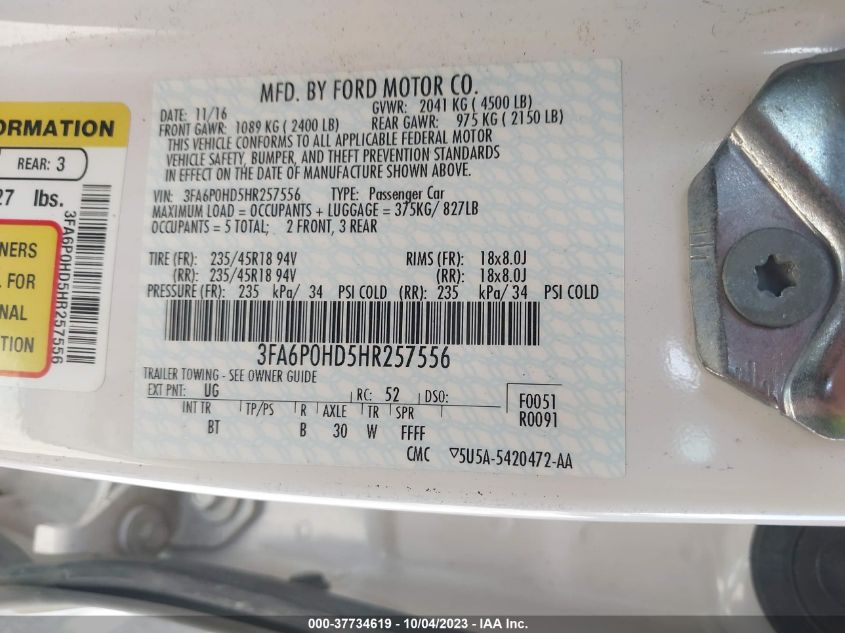 ORMATION
REAR: 3
27 lbs.
NERS
L FOR
NAL
TION
3FA6P0HD5HR257556
MFD. BY FORD MOTOR CO.
DATE: 11/16 GVWR: 2041 KG ( 4500 LB)
FRONT GAWR: 1089 KG ( 2400 LB) REAR GAWR: 975 KG ( 2150 LB)
THIS VEHICLE CONFORMS TO ALL APPLICABLE FEDERAL MOTOR
VEHICLE SAFETY, BUMPER, AND THEFT PREVENTION STANDARDS
IN EFFECT ON THE DATE OF MANUFACTURE SHOWN ABOVE.
VIN: 3FA6P0HD5HR257556 TYPE: Passenger Car
MAXIMUM LOAD = OCCUPANTS + LUGGAGE = 375KG/ 827LB
OCCUPANTS = 5 TOTAL; 2 FRONT, 3 REAR
TIRE (FR): 235/45R18 94V RIMS (FR): 18x8.0J
(RR): 235/45R18 94V (RR): 18x8.0J
PRESSURE (FR): 235 kPa/ 34 PSI COLD (RR): 235 kPa/ 34 PSI COLD
3FA6P0HD5HR257556
TRAILER TOWING - SEE OWNER GUIDE
EXT PNT: UG RC: 52 DSO: F0051
INT TR TP/PS R AXLE TR SPR R0091
BT B 30 W FFFF
CMC ▽5U5A-5420472-AA
000-37734619 - 10/04/2023 - IAA Inc.